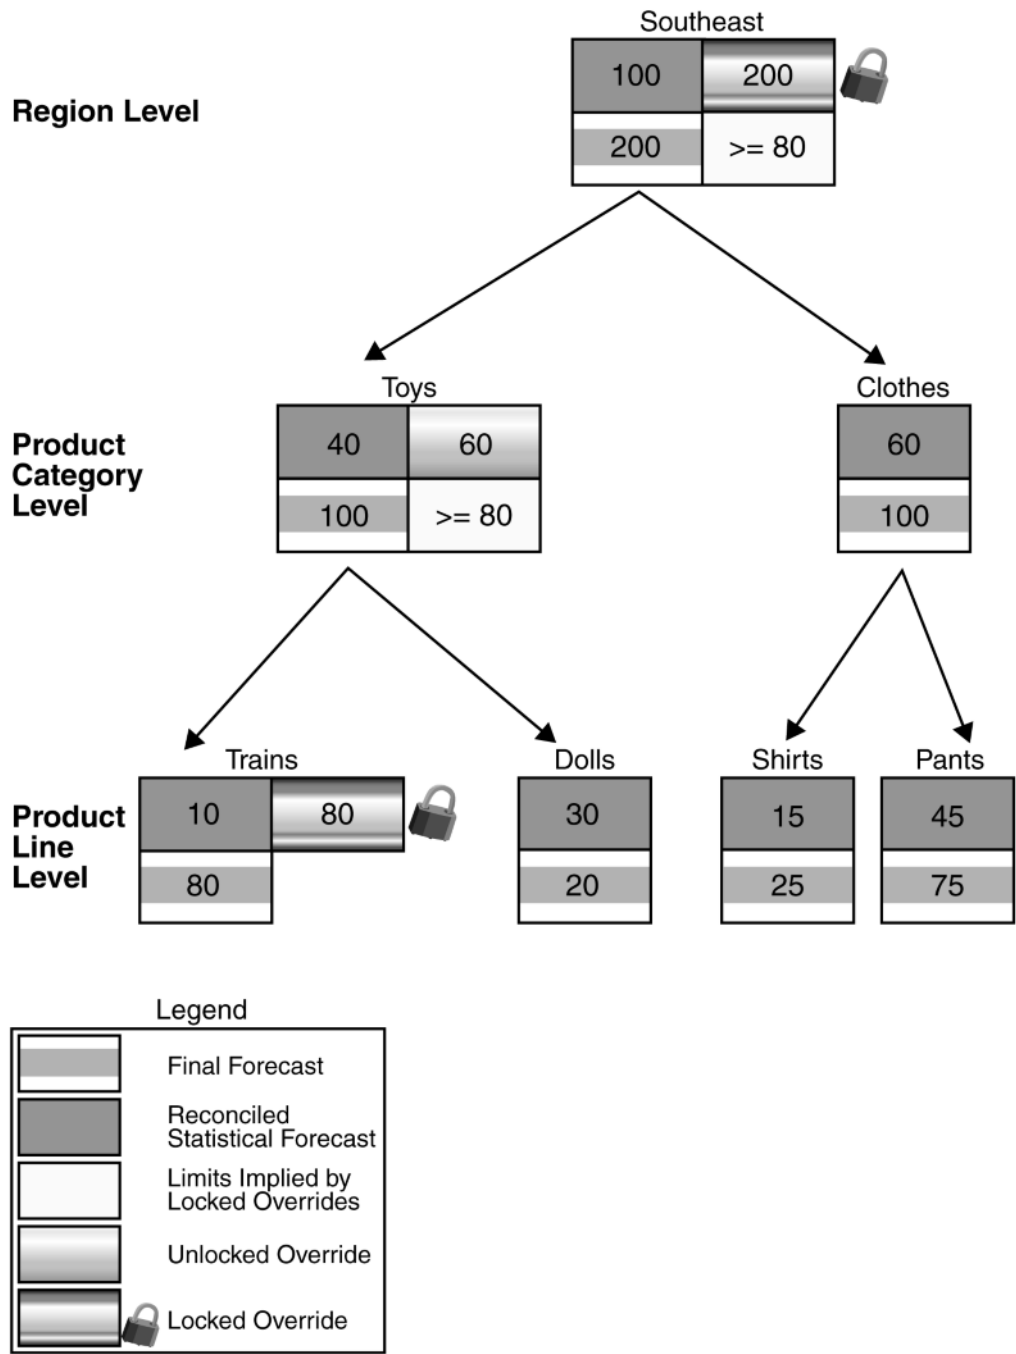 Southeast
100 200
Region Level
200 >= 80
Toys Clothes
Product
Category
Level
40 60 60
100 >= 80 100
Trains Dolls Shirts Pants
Product
Line
Level
10 80 30 15 45
80 20 25 75
Legend
Final Forecast
Reconciled
Statistical Forecast
Limits Implied by
Locked Overrides
Unlocked Override
Locked Override